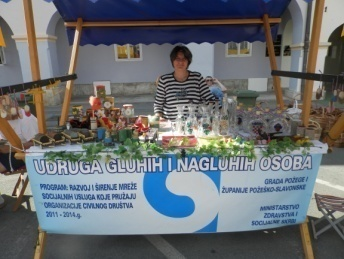 UDRUGA GLUHIH I NAGLUHIH OSOBA
PROGRAM: RAZVOJ I ŠIRENJE MREŽE
SOCIJALNIH USLUGA KOJE PRUŽAJU
ORGANIZACIJE CIVILNOG DRUŠTVA
2011 - 2014.g.
GRADA POŽEGE I
ŽUPANIJE POŽEŠKO-SLAVONSKE
MINISTARSTVO
ZDRAVSTVA I
SOCIJALNE SKRBI